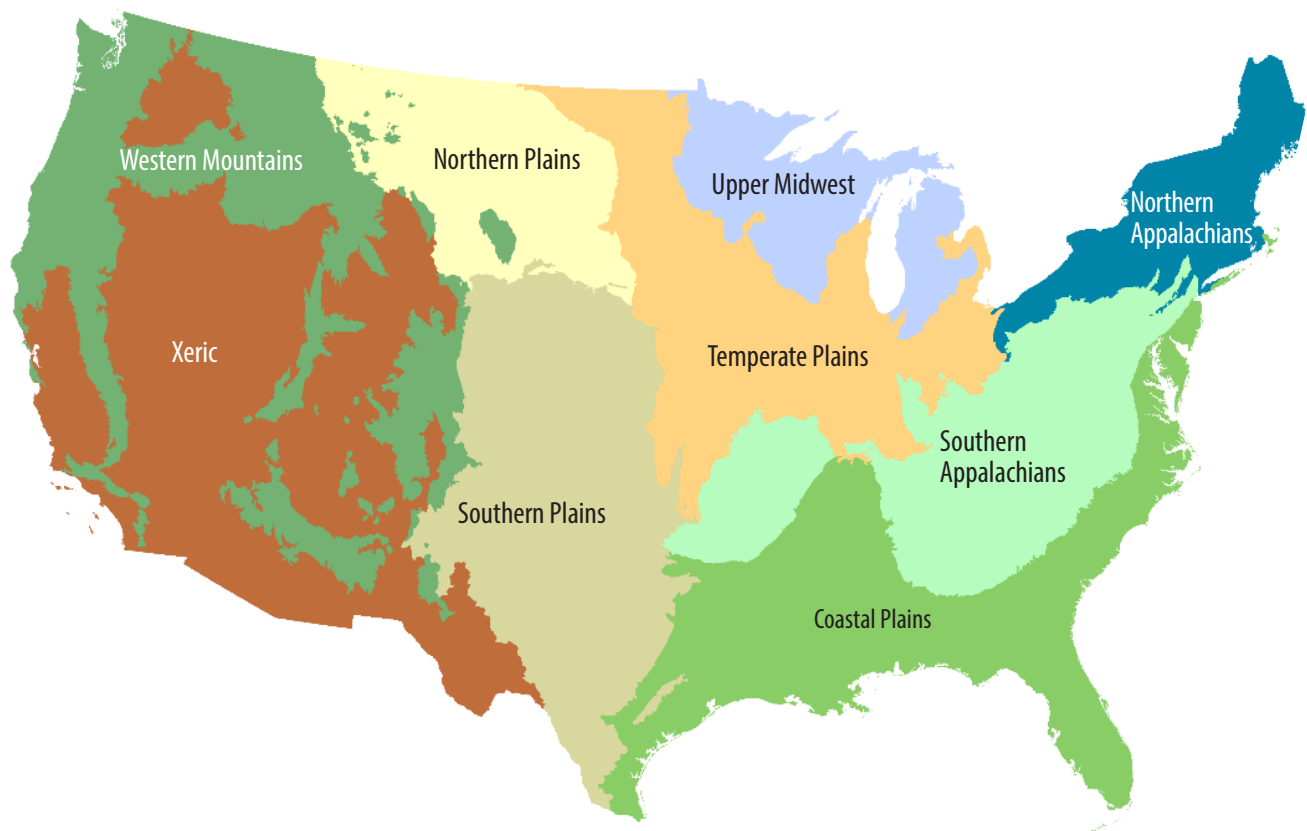 Western Mountains
Northern Plains
Upper Midwest
Northern
Appalachians
Xeric
Temperate Plains
Southern
Appalachians
Southern Plains
Coastal Plains